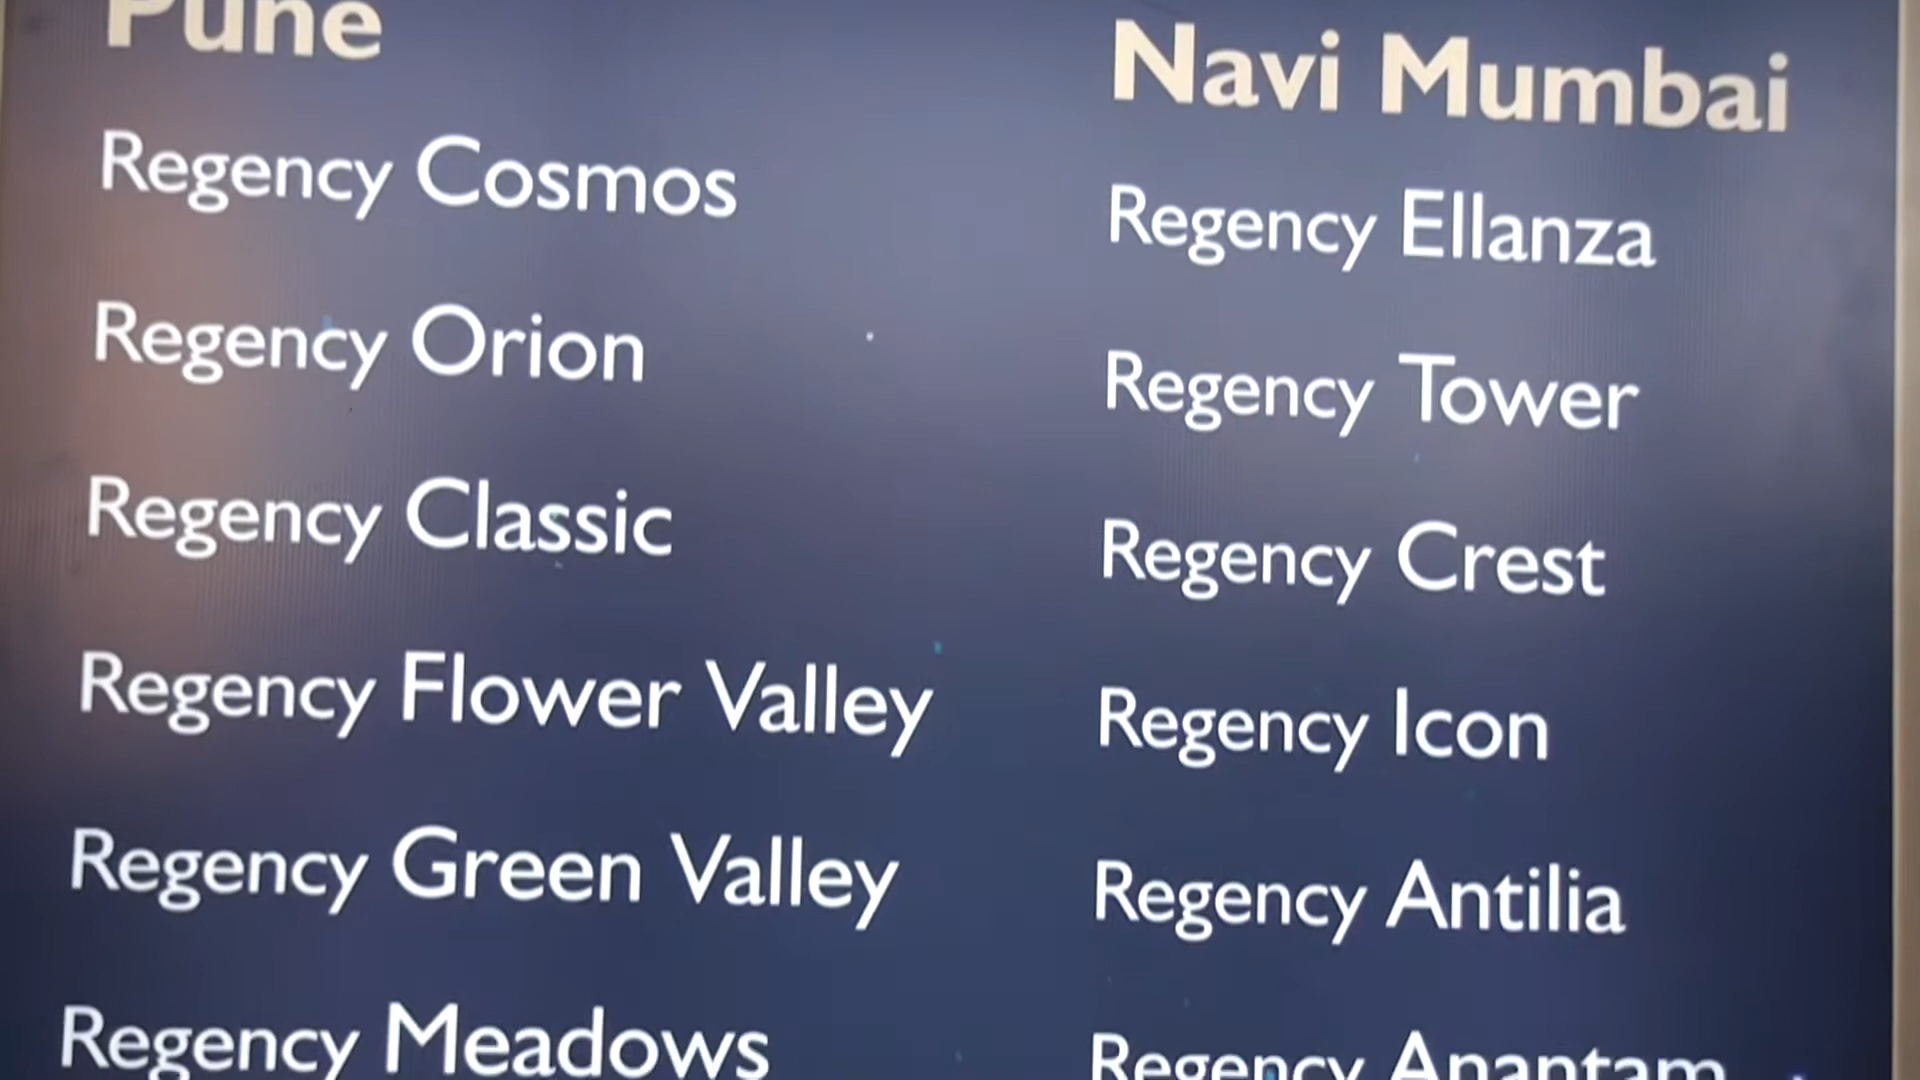 Pune
Regency Cosmos
Regency Orion
Regency Classic
Regency Flower Valley
Regency Green Valley
Regency Meadows
Navi Mumbai
Regency Ellanza
Regency Tower
Regency Crest
Regency Icon
Regency Antilia
Regency Anantam